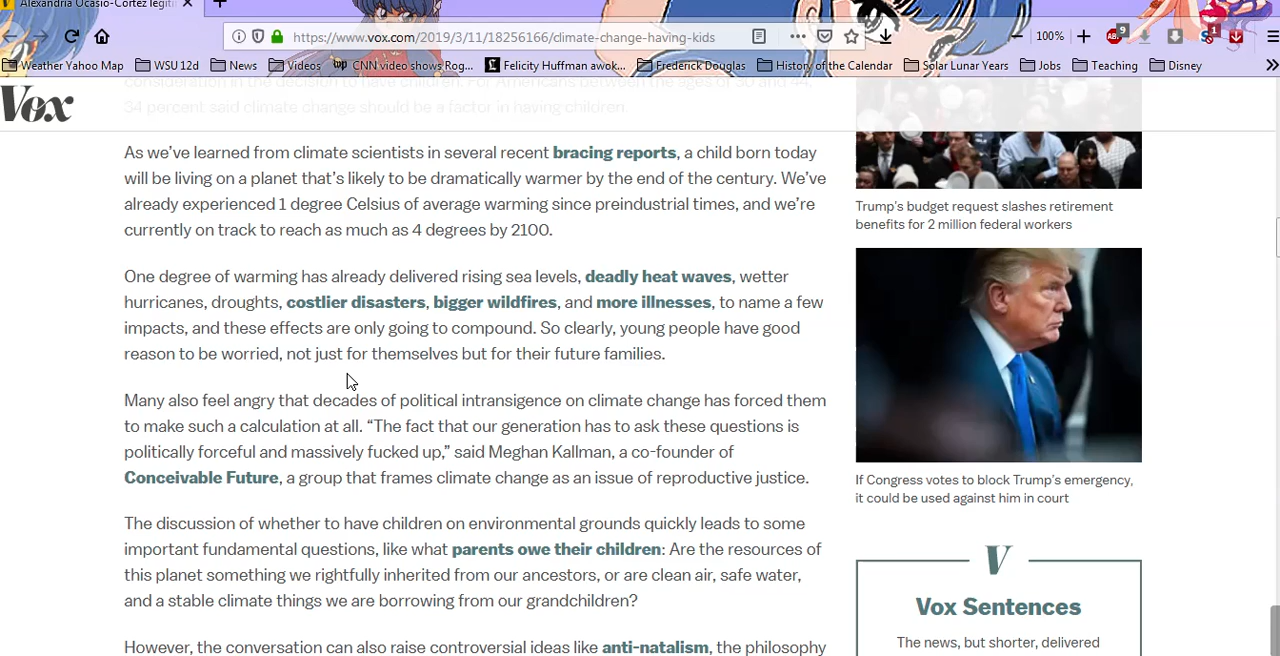 Alexandria Ocasio-Cortez legiti
https://www.vox.com/2019/3/11/18256166/climate-change-having-kids
100%
ABP
9
S
1
Weather Yahoo Map
WSU 12d
News
Videos
wp CNN video shows Rog...
Felicity Huffman awok...
Frederick Douglas
History of the Calendar
Solar Lunar Years
Jobs
Teaching
Disney
Vox
consideration in the decision to have children. For Americans between the ages of 30 and 44,
34 percent said climate change should be a factor in having children.
As we’ve learned from climate scientists in several recent bracing reports, a child born today
will be living on a planet that’s likely to be dramatically warmer by the end of the century. We’ve
already experienced 1 degree Celsius of average warming since preindustrial times, and we’re
currently on track to reach as much as 4 degrees by 2100.
One degree of warming has already delivered rising sea levels, deadly heat waves, wetter
hurricanes, droughts, costlier disasters, bigger wildfires, and more illnesses, to name a few
impacts, and these effects are only going to compound. So clearly, young people have good
reason to be worried, not just for themselves but for their future families.
Many also feel angry that decades of political intransigence on climate change has forced them
to make such a calculation at all. “The fact that our generation has to ask these questions is
politically forceful and massively fucked up,” said Meghan Kallman, a co-founder of
Conceivable Future, a group that frames climate change as an issue of reproductive justice.
The discussion of whether to have children on environmental grounds quickly leads to some
important fundamental questions, like what parents owe their children: Are the resources of
this planet something we rightfully inherited from our ancestors, or are clean air, safe water,
and a stable climate things we are borrowing from our grandchildren?
However, the conversation can also raise controversial ideas like anti-natalism, the philosophy
Trump’s budget request slashes retirement
benefits for 2 million federal workers
If Congress votes to block Trump’s emergency,
it could be used against him in court
V
Vox Sentences
The news, but shorter, delivered